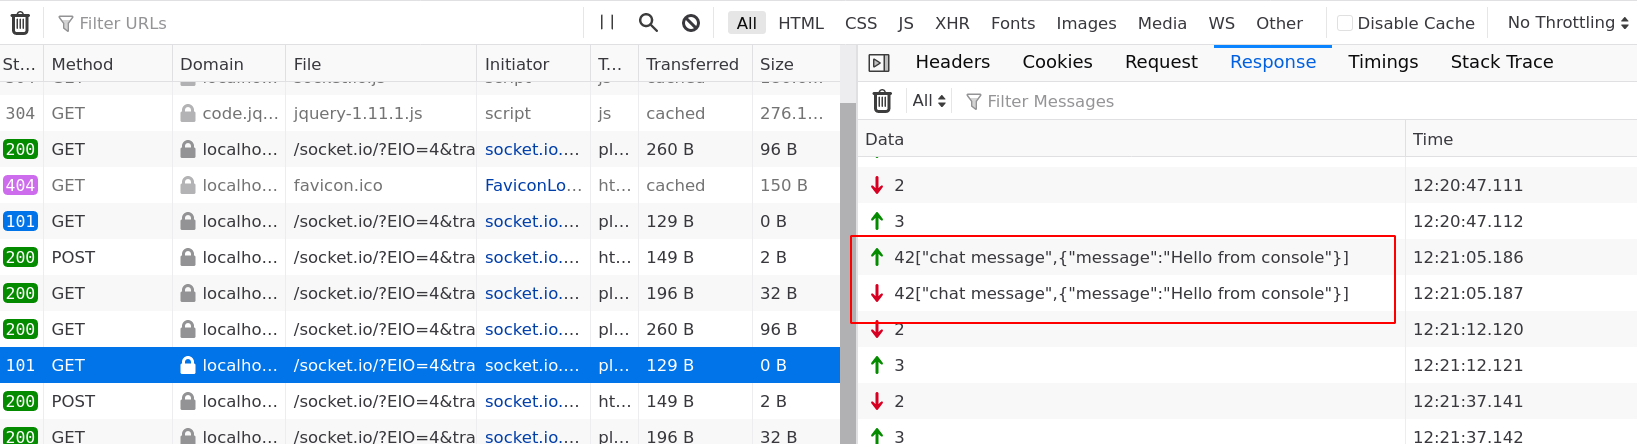 Filter URLs All HTML CSS JS XHR Fonts Images Media WS Other Disable Cache No Throttling
St... Method Domain File Initiator T... Transferred Size
304 GET code.jq... jquery-1.11.1.js script js cached 276.1...
200 GET localho... /socket.io/?EIO=4&tra socket.io.... pl... 260 B 96 B
404 GET localho... favicon.ico FaviconLo... ht... cached 150 B
101 GET localho... /socket.io/?EIO=4&tra socket.io.... pl... 129 B 0 B
200 POST localho... /socket.io/?EIO=4&tra socket.io.... ht... 149 B 2 B
200 GET localho... /socket.io/?EIO=4&tra socket.io.... pl... 196 B 32 B
200 GET localho... /socket.io/?EIO=4&tra socket.io.... pl... 260 B 96 B
101 GET localho... /socket.io/?EIO=4&tra socket.io.... pl... 129 B 0 B
200 POST localho... /socket.io/?EIO=4&tra socket.io.... ht... 149 B 2 B
200 GET localho... /socket.io/?EIO=4&tra socket.io.... pl... 196 B 32 B
Headers Cookies Request Response Timings Stack Trace
All Filter Messages
Data Time
2 12:20:47.111
3 12:20:47.112
42["chat message",{"message":"Hello from console"}] 12:21:05.186
42["chat message",{"message":"Hello from console"}] 12:21:05.187
2 12:21:12.120
3 12:21:12.121
2 12:21:37.141
3 12:21:37.142